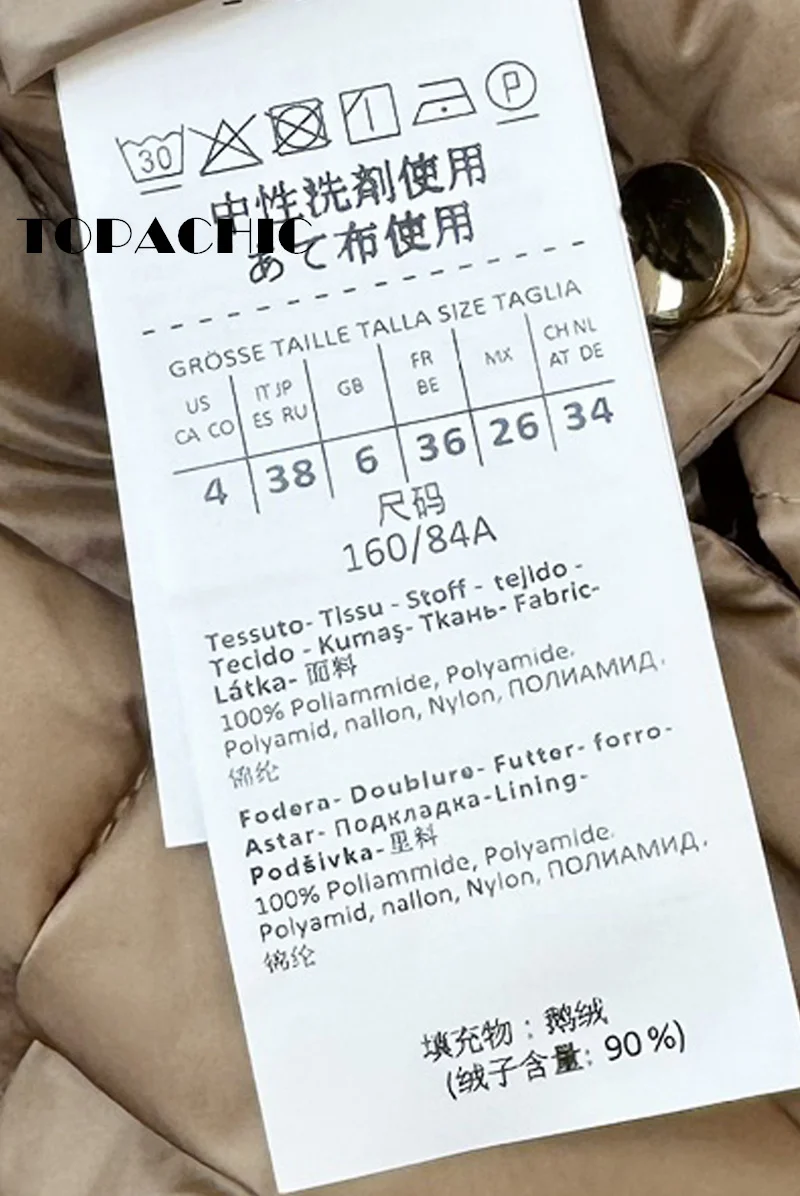 30
P
中性洗剤使用
TOPACHIC
あて布使用
GRÖSSE TAILLE TALLA SIZE TAGLIA
US IT JP GB FR MX CH NL
CA CO ES RU BE AT DE
4 38 6 36 26 34
尺码
160/84A
Tessuto- Tissu - Stoff - tejido -
Tecido - Kumaş- Ткань- Fabric-
Látka- 面料
100% Poliammide, Polyamide.
Polyamid, nallon, Nylon, ПОЛИАМИД.
锦纶
Fodera- Doublure- Futter- forro-
Astar- Подкладка-Lining-
Podšivka-里料
100% Poliammide, Polyamide.
Polyamid, nallon, Nylon, ПОЛИАМИД.
锦纶
填充物：鹅绒
(绒子含量: 90%)